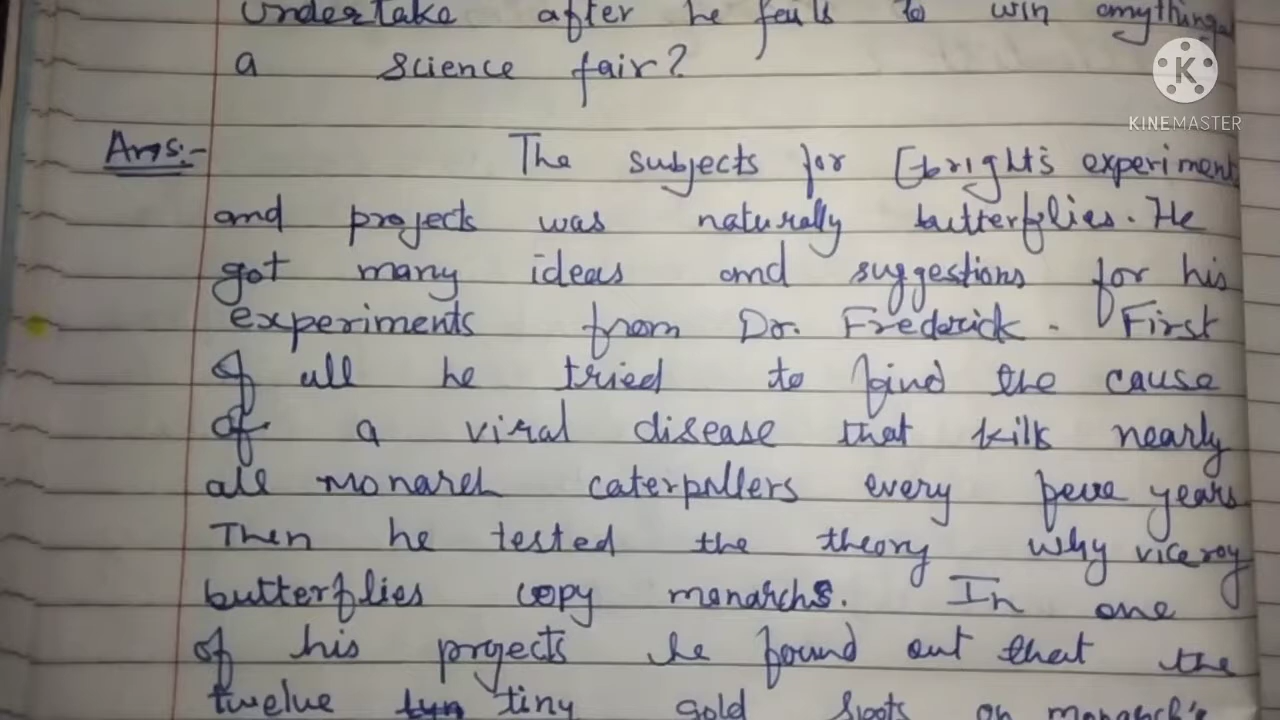 undertake after he fails to win anything
a science fair?
KINEMASTER
Ans:- The subjects for Ebright's experiment
and projects was naturally butterflies. He
got many ideas and suggestions for his
experiments from Dr. Frederick. First
of all he tried to find the cause
of a viral disease that kills nearly
all monarch caterpillers every few years
Then he tested the theory why viceroy
butterflies copy monarchs. In one
of his projects he found out that the
twelve tiny gold spots on monarch's